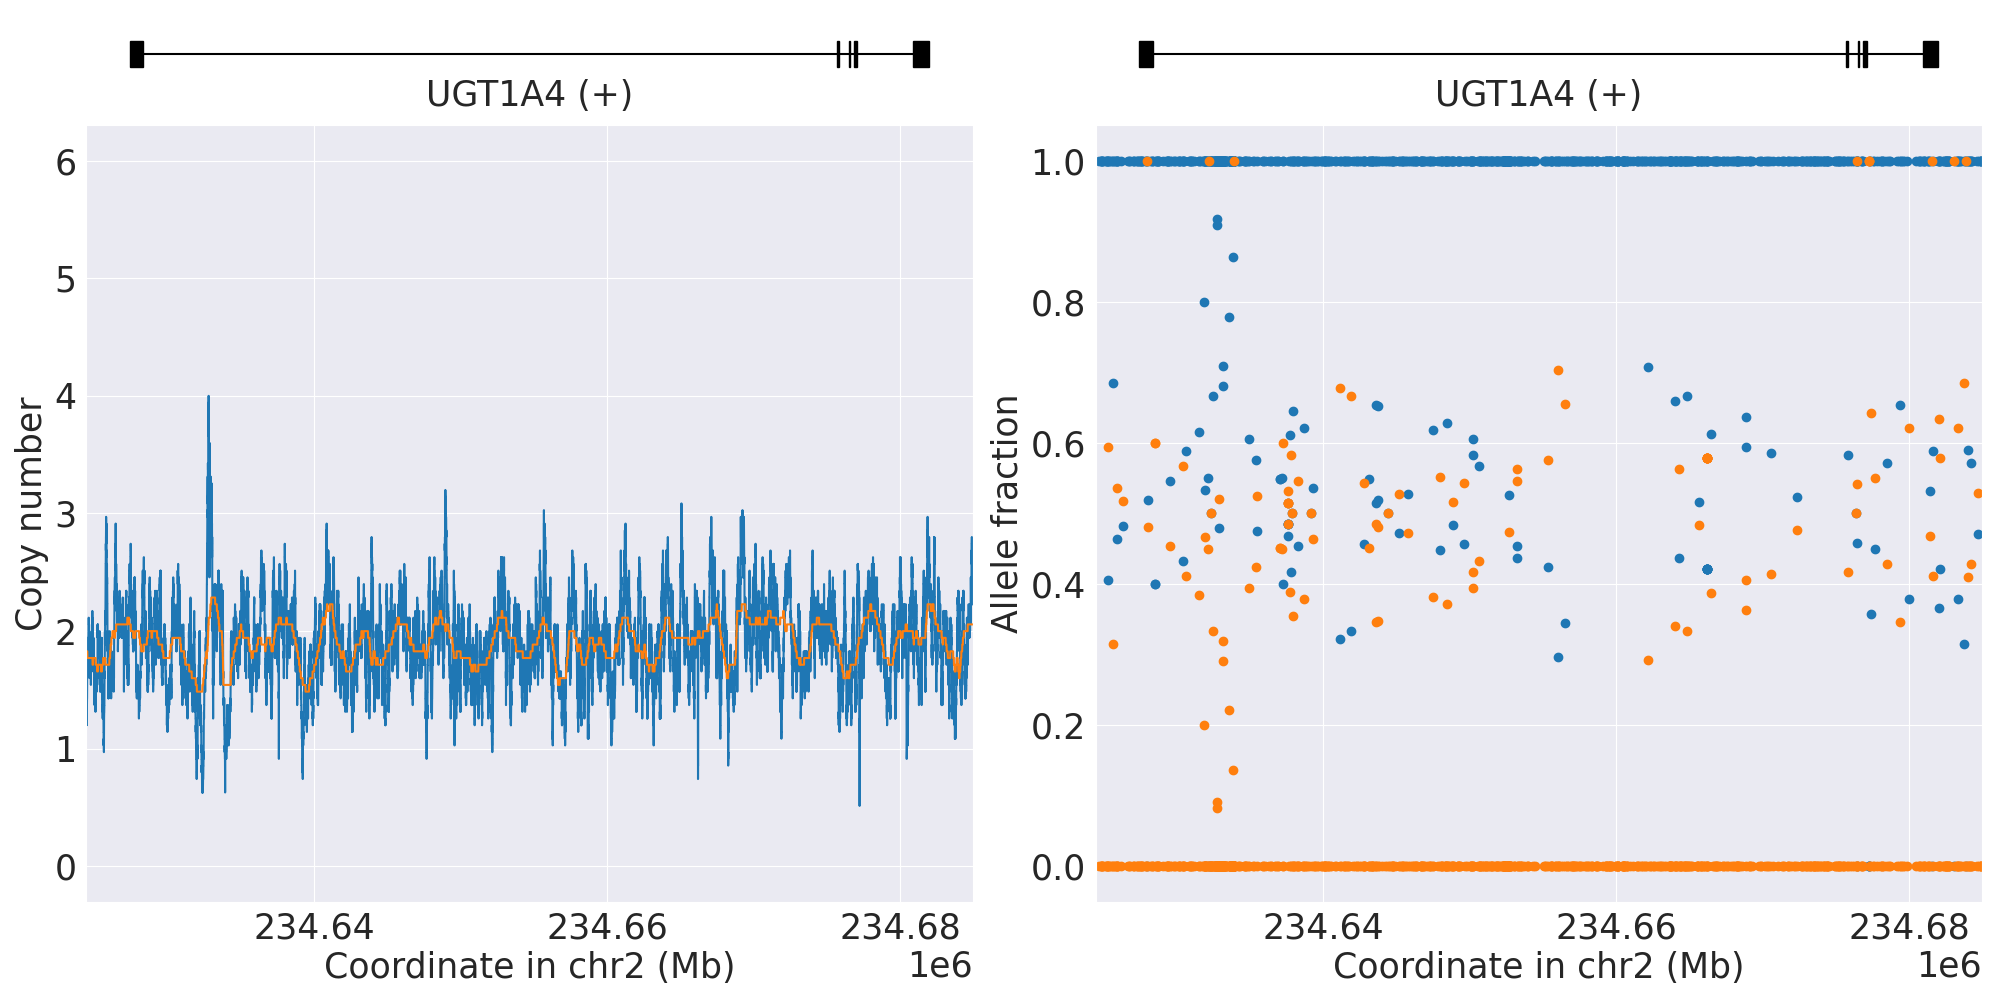 UGT1A4 (+)
6
5
4
3
2
1
0
Copy number
234.64
234.66
234.68
Coordinate in chr2 (Mb)
1e6
UGT1A4 (+)
1.0
0.8
0.6
0.4
0.2
0.0
Allele fraction
234.64
234.66
234.68
Coordinate in chr2 (Mb)
1e6